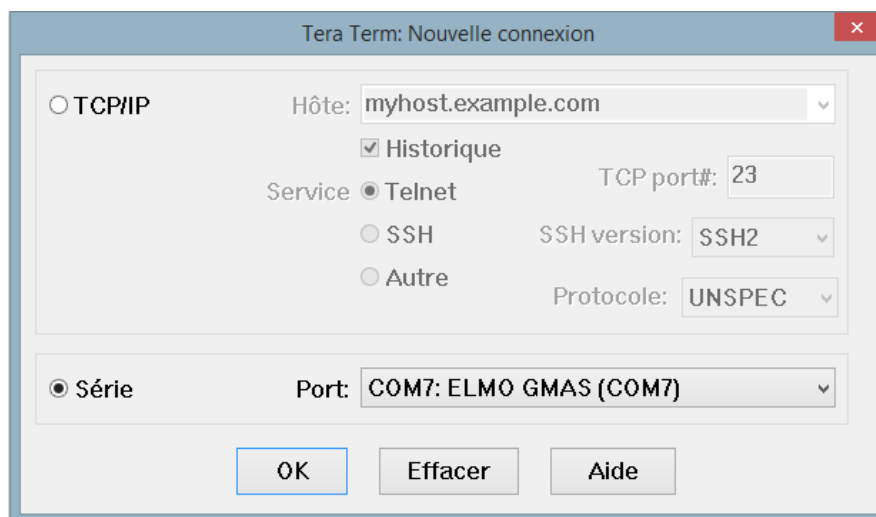 Tera Term: Nouvelle connexion
TCP/IP
Hôte: myhost.example.com
Historique
Service Telnet
TCP port#: 23
SSH
SSH version: SSH2
Autre
Protocole: UNSPEC
Série
Port: COM7: ELMO GMAS (COM7)
OK
Effacer
Aide